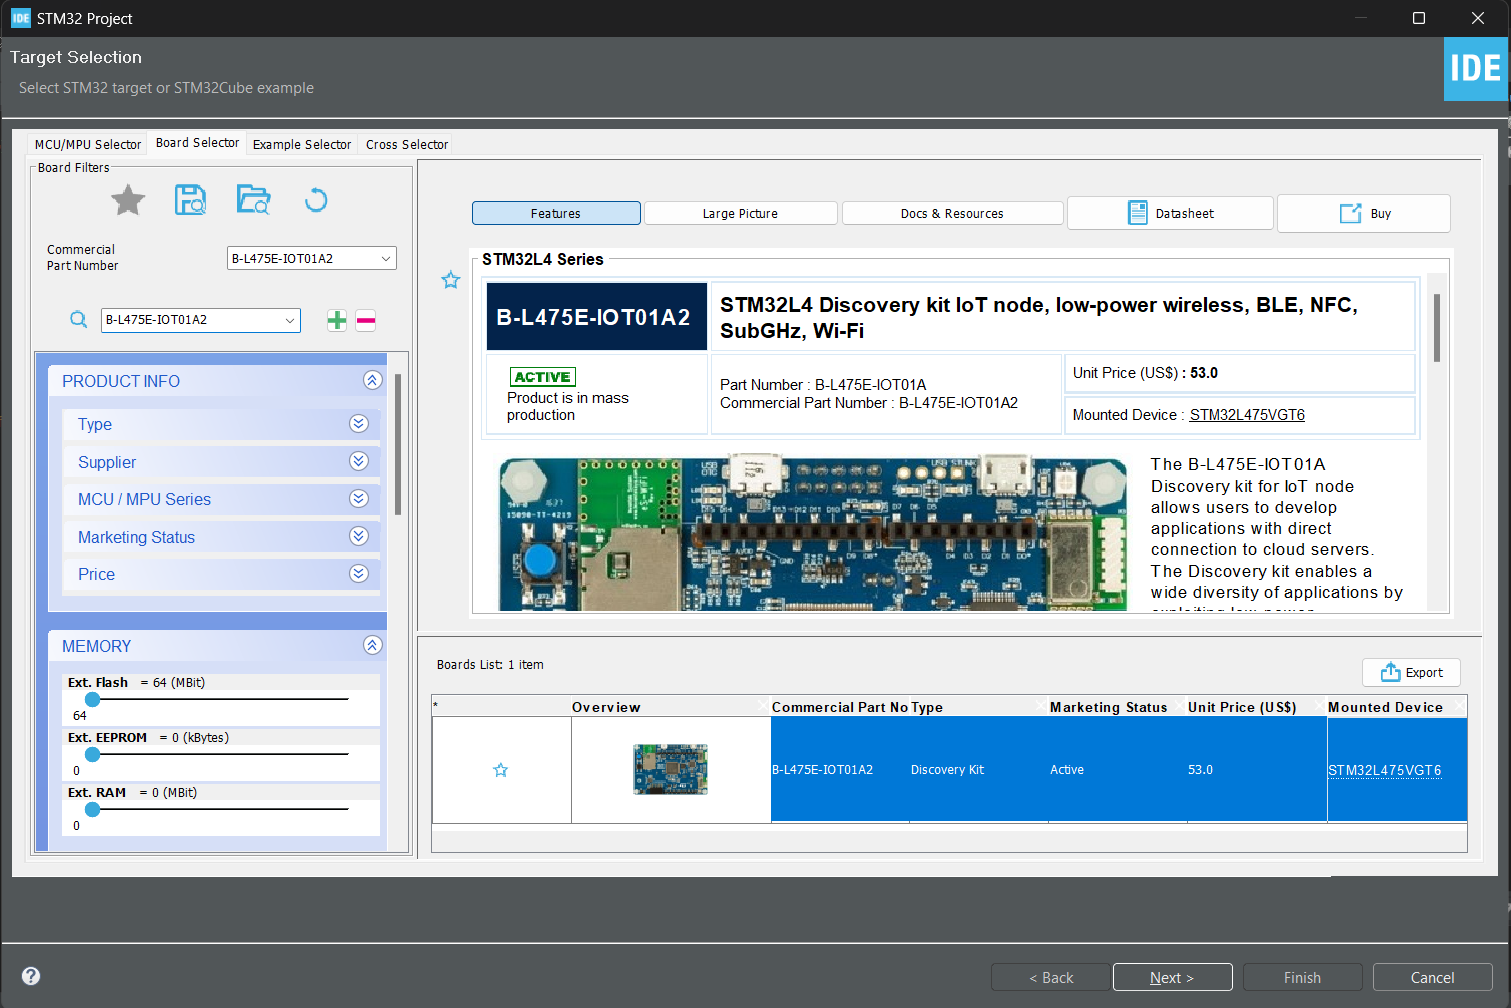 IDE STM32 Project
Target Selection
Select STM32 target or STM32Cube example
IDE
MCU/MPU Selector
Board Selector
Example Selector
Cross Selector
Board Filters
Commercial
Part Number
B-L475E-IOT01A2
B-L475E-IOT01A2
PRODUCT INFO
Type
Supplier
MCU / MPU Series
Marketing Status
Price
MEMORY
Ext. Flash = 64 (MBit)
64
Ext. EEPROM = 0 (kBytes)
0
Ext. RAM = 0 (MBit)
0
Features
Large Picture
Docs & Resources
Datasheet
Buy
STM32L4 Series
B-L475E-IOT01A2
STM32L4 Discovery kit IoT node, low-power wireless, BLE, NFC,
SubGHz, Wi-Fi
ACTIVE
Product is in mass
production
Part Number : B-L475E-IOT01A
Commercial Part Number : B-L475E-IOT01A2
Unit Price (US$) : 53.0
Mounted Device : STM32L475VGT6
The B-L475E-IOT01A
Discovery kit for IoT node
allows users to develop
applications with direct
connection to cloud servers.
The Discovery kit enables a
wide diversity of applications by
Boards List: 1 item
Export
* Overview Commercial Part No Type Marketing Status Unit Price (US$) Mounted Device
B-L475E-IOT01A2 Discovery Kit Active 53.0 STM32L475VGT6
?
< Back
Next >
Finish
Cancel